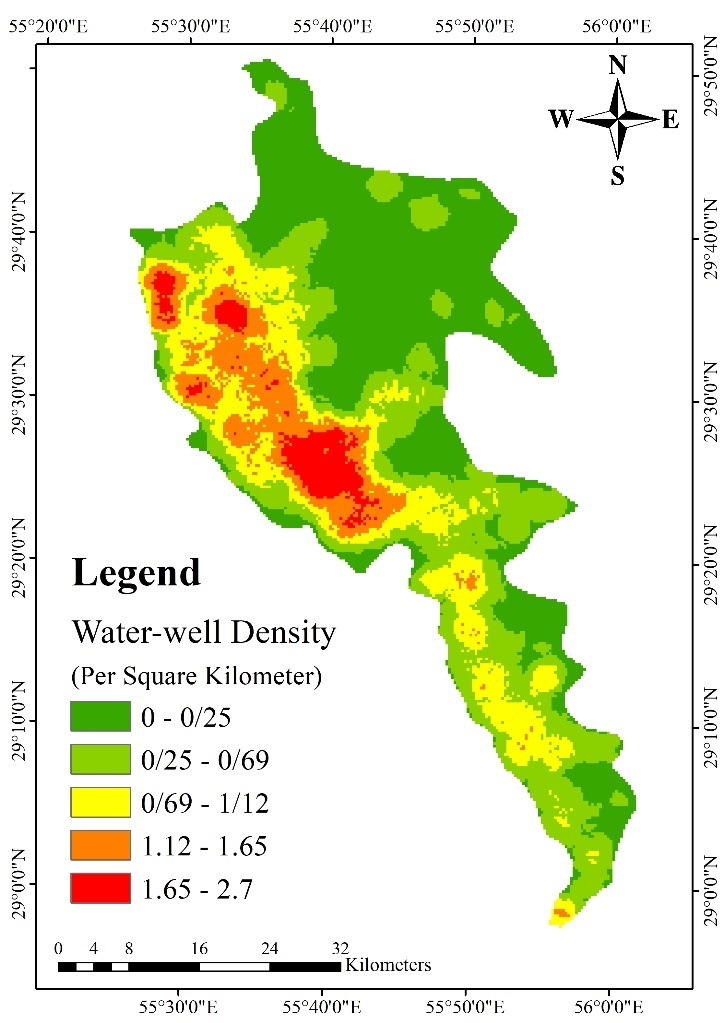 55°20'0"E 55°30'0"E 55°40'0"E 55°50'0"E 56°0'0"E
29°50'0"N
N
W E
S
29°40'0"N 29°40'0"N
29°30'0"N 29°30'0"N
29°20'0"N 29°20'0"N
Legend
Water-well Density
(Per Square Kilometer)
0 - 0/25
0/25 - 0/69
29°10'0"N 29°10'0"N
0/69 - 1/12
1.12 - 1.65
1.65 - 2.7
29°0'0"N 29°0'0"N
0 4 8 16 24 32
Kilometers
55°30'0"E 55°40'0"E 55°50'0"E 56°0'0"E